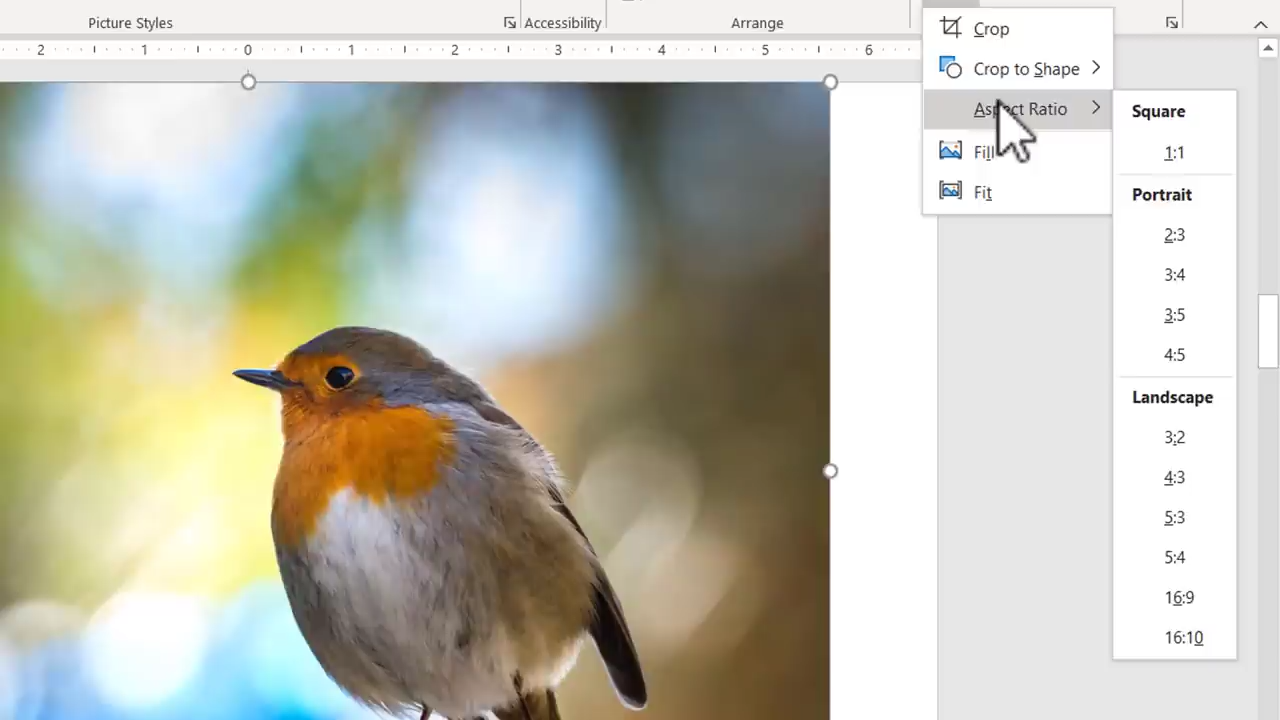 Picture Styles
Accessibility
Arrange
2 1 0 1 2 3 4 5 6
Crop
Crop to Shape
Aspect Ratio
Fill
Fit
Square
1:1
Portrait
2:3
3:4
3:5
4:5
Landscape
3:2
4:3
5:3
5:4
16:9
16:10